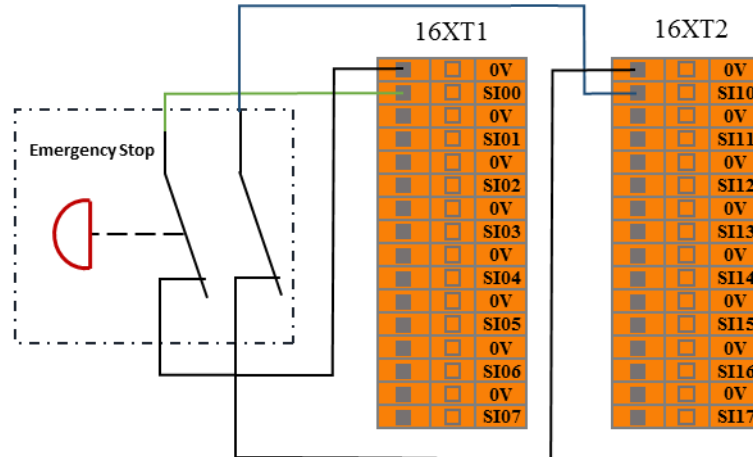 16XT1
16XT2
Emergency Stop
0V
SI00
0V
SI01
0V
SI02
0V
SI03
0V
SI04
0V
SI05
0V
SI06
0V
SI07
0V
SI10
0V
SI11
0V
SI12
0V
SI13
0V
SI14
0V
SI15
0V
SI16
0V
SI17